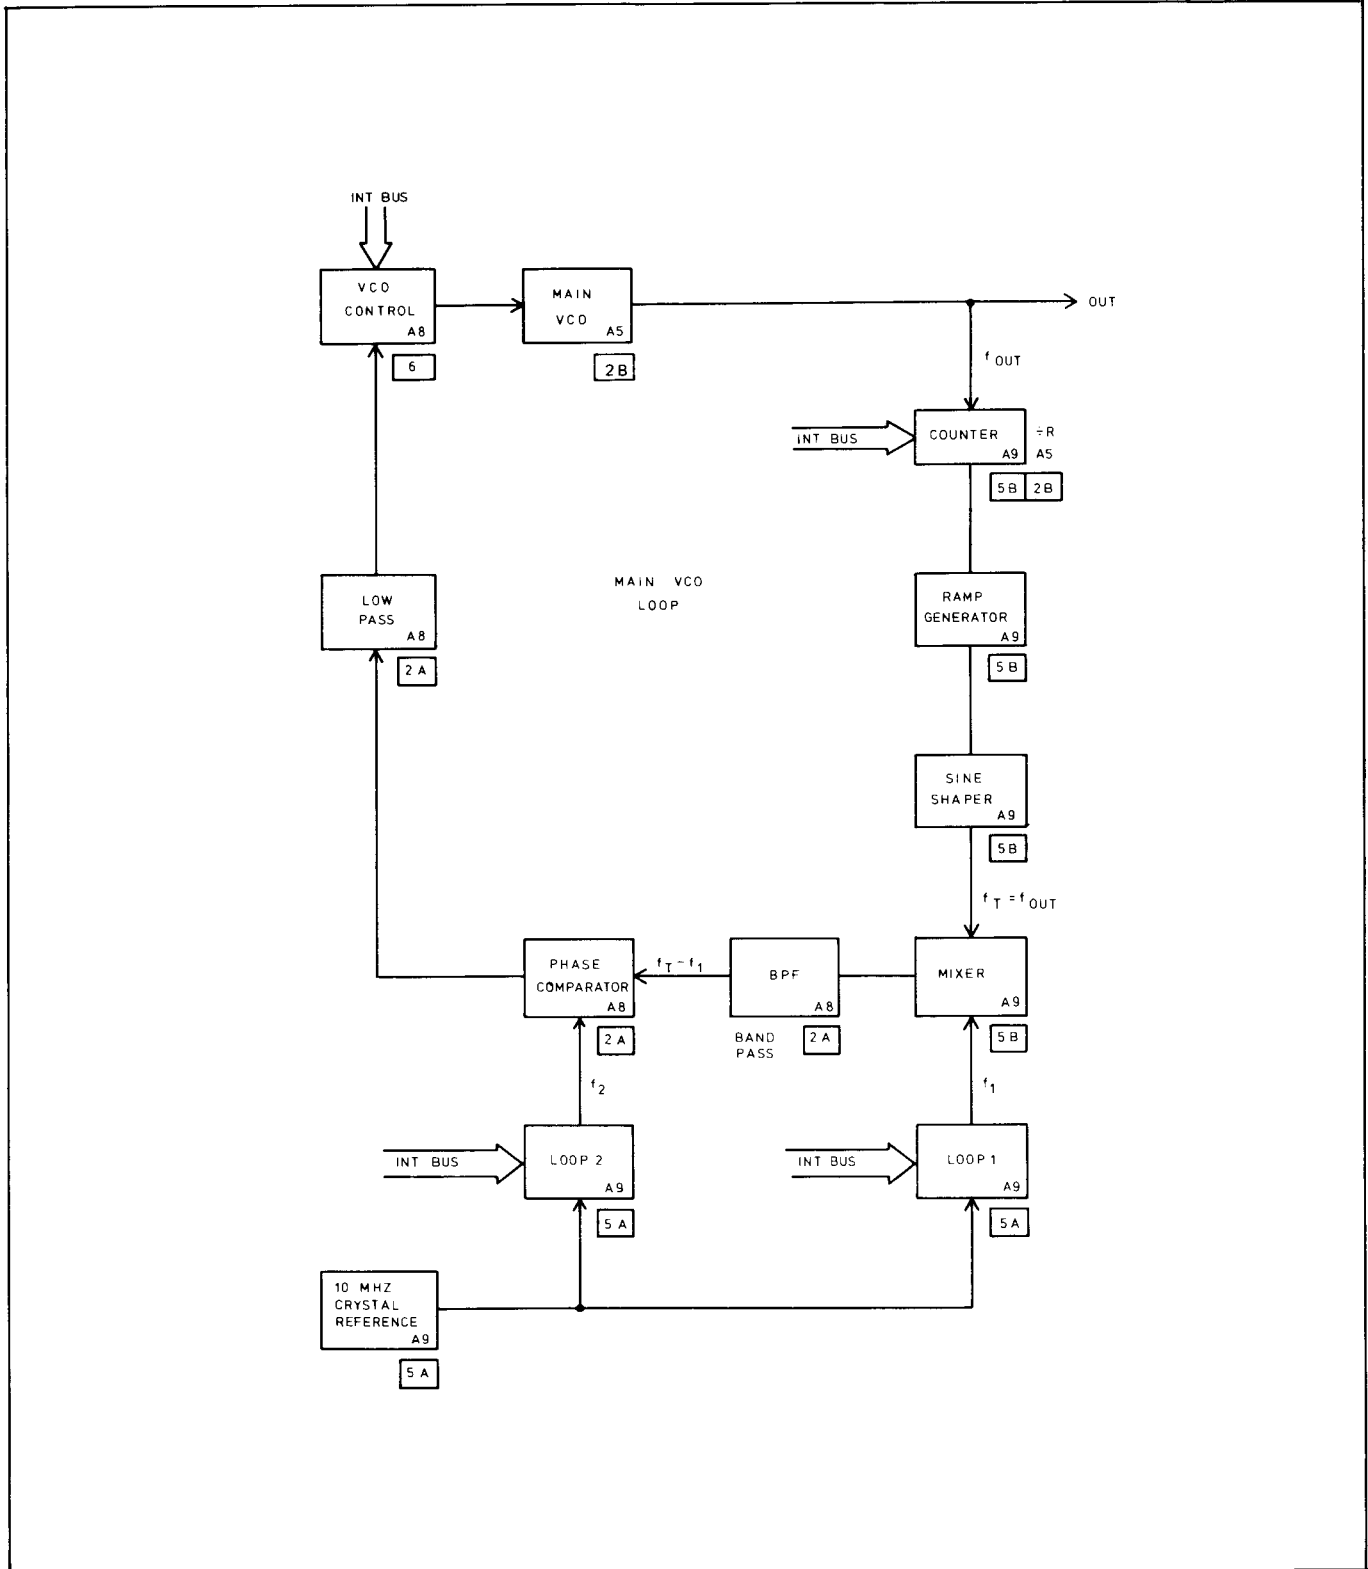 INT BUS
VCO
CONTROL
A8
6
MAIN
VCO
A5
2B
OUT
f OUT
INT BUS
COUNTER
A9
÷R
A5
5B 2B
MAIN VCO
LOOP
LOW
PASS
A8
2A
RAMP
GENERATOR
A9
5B
SINE
SHAPER
A9
5B
f T = f OUT
PHASE
COMPARATOR
A8
2A
f T - f 1
BPF
A8
BAND
PASS
2A
MIXER
A9
5B
f 2
f 1
INT BUS
LOOP 2
A9
5A
INT BUS
LOOP 1
A9
5A
10 MHZ
CRYSTAL
REFERENCE
A9
5A